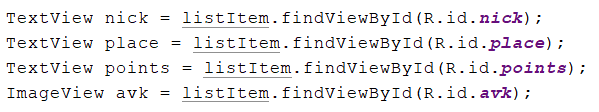 TextView nick = listItem.findViewById(R.id.nick);
TextView place = listItem.findViewById(R.id.place);
TextView points = listItem.findViewById(R.id.points);
ImageView avk = listItem.findViewById(R.id.avk);